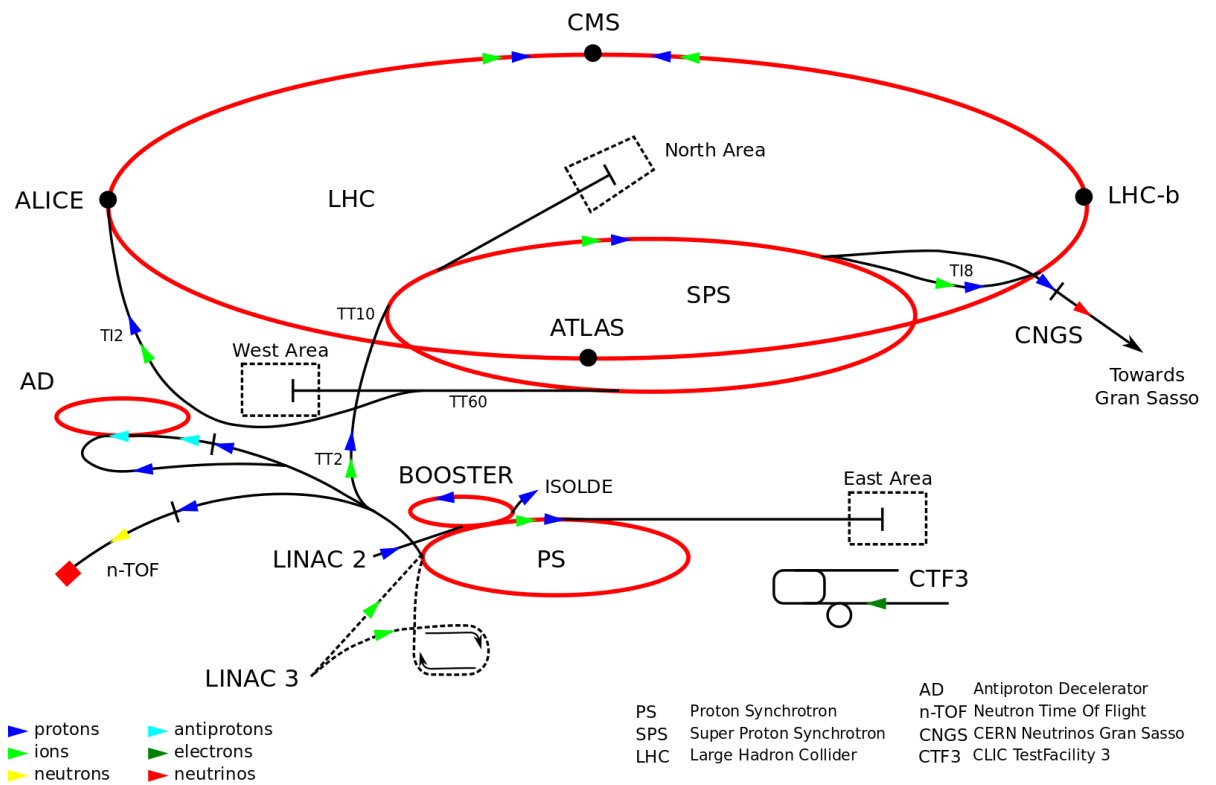 CMS
North Area
ALICE
LHC
LHC-b
TI8
SPS
TT10
ATLAS
TI2
CNGS
West Area
AD
Towards
Gran Sasso
TT60
TT2
BOOSTER
ISOLDE
East Area
LINAC 2
PS
n-TOF
CTF3
LINAC 3
protons
ions
neutrons
antiprotons
electrons
neutrinos
PS Proton Synchrotron
SPS Super Proton Synchrotron
LHC Large Hadron Collider
AD Antiproton Decelerator
n-TOF Neutron Time Of Flight
CNGS CERN Neutrinos Gran Sasso
CTF3 CLIC TestFacility 3